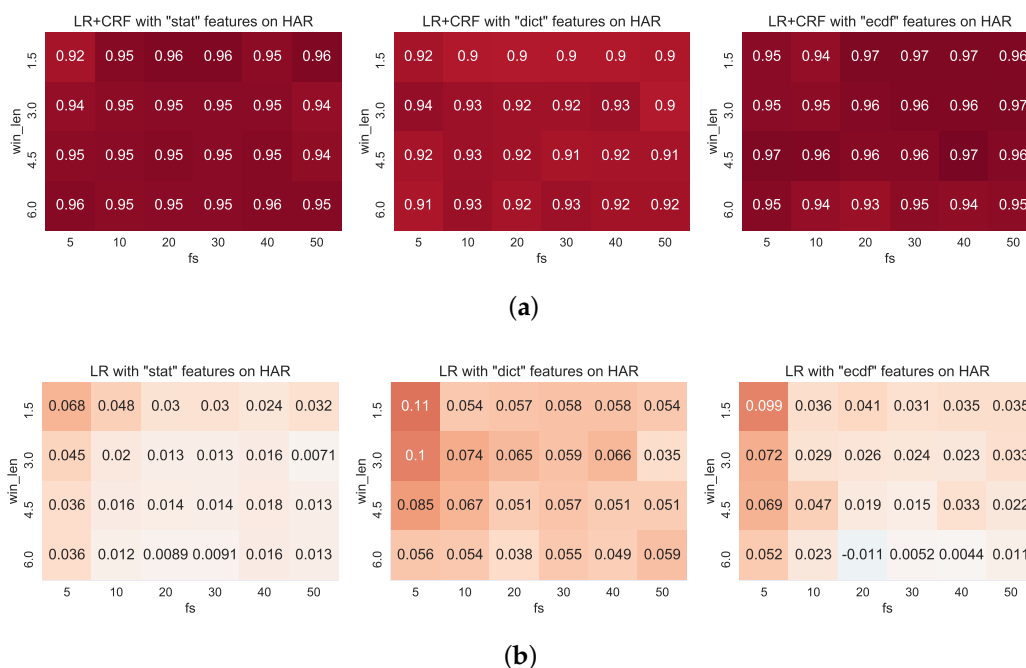 LR+CRF with "stat" features on HAR
LR+CRF with "dict" features on HAR
LR+CRF with "ecdf" features on HAR
win_len
1.5 0.92 0.95 0.96 0.96 0.95 0.96
3.0 0.94 0.95 0.95 0.95 0.95 0.94
4.5 0.95 0.95 0.95 0.95 0.95 0.94
6.0 0.96 0.95 0.95 0.95 0.96 0.95
5 10 20 30 40 50
fs
win_len
1.5 0.92 0.9 0.9 0.9 0.9 0.9
3.0 0.94 0.93 0.92 0.92 0.93 0.9
4.5 0.92 0.93 0.92 0.91 0.92 0.91
6.0 0.91 0.93 0.92 0.93 0.92 0.92
5 10 20 30 40 50
fs
win_len
1.5 0.95 0.94 0.97 0.97 0.97 0.96
3.0 0.95 0.95 0.96 0.96 0.96 0.97
4.5 0.97 0.96 0.96 0.96 0.97 0.96
6.0 0.95 0.94 0.93 0.95 0.94 0.95
5 10 20 30 40 50
fs
(a)
LR with "stat" features on HAR
LR with "dict" features on HAR
LR with "ecdf" features on HAR
win_len
1.5 0.068 0.048 0.03 0.03 0.024 0.032
3.0 0.045 0.02 0.013 0.013 0.016 0.0071
4.5 0.036 0.016 0.014 0.014 0.018 0.013
6.0 0.036 0.012 0.0089 0.0091 0.016 0.013
5 10 20 30 40 50
fs
win_len
1.5 0.11 0.054 0.057 0.058 0.058 0.054
3.0 0.1 0.074 0.065 0.059 0.066 0.035
4.5 0.085 0.067 0.051 0.057 0.051 0.051
6.0 0.056 0.054 0.038 0.055 0.049 0.059
5 10 20 30 40 50
fs
win_len
1.5 0.099 0.036 0.041 0.031 0.035 0.035
3.0 0.072 0.029 0.026 0.024 0.023 0.033
4.5 0.069 0.047 0.019 0.015 0.033 0.022
6.0 0.052 0.023 -0.011 0.0052 0.0044 0.011
5 10 20 30 40 50
fs
(b)